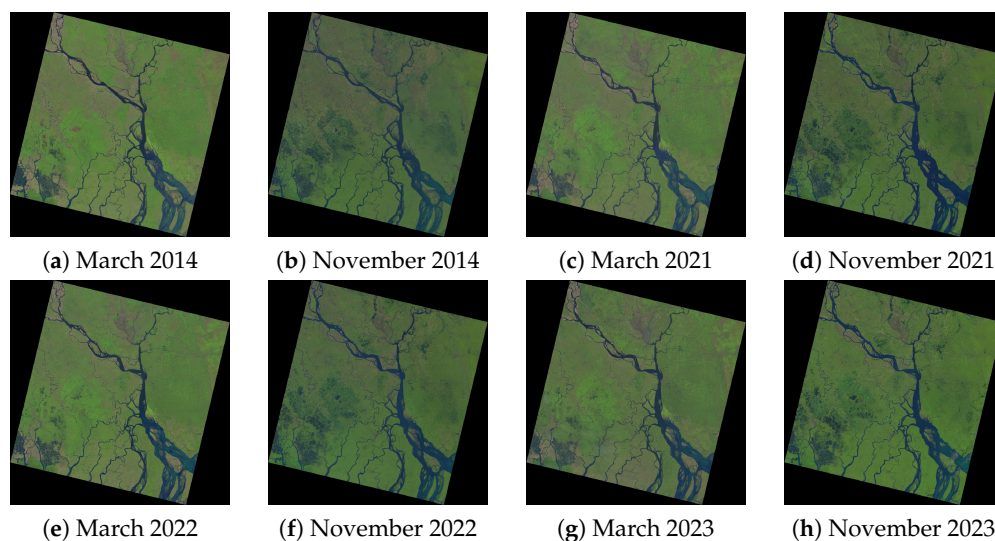 (a) March 2014
(b) November 2014
(c) March 2021
(d) November 2021
(e) March 2022
(f) November 2022
(g) March 2023
(h) November 2023